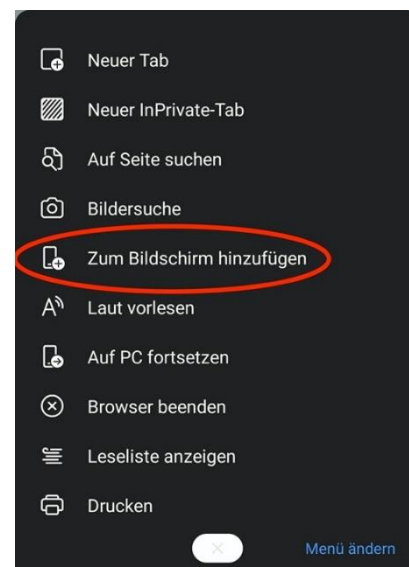 Neuer Tab
Neuer InPrivate-Tab
Auf Seite suchen
Bildersuche
Zum Bildschirm hinzufügen
Laut vorlesen
Auf PC fortsetzen
Browser beenden
Leseliste anzeigen
Drucken
Menü ändern